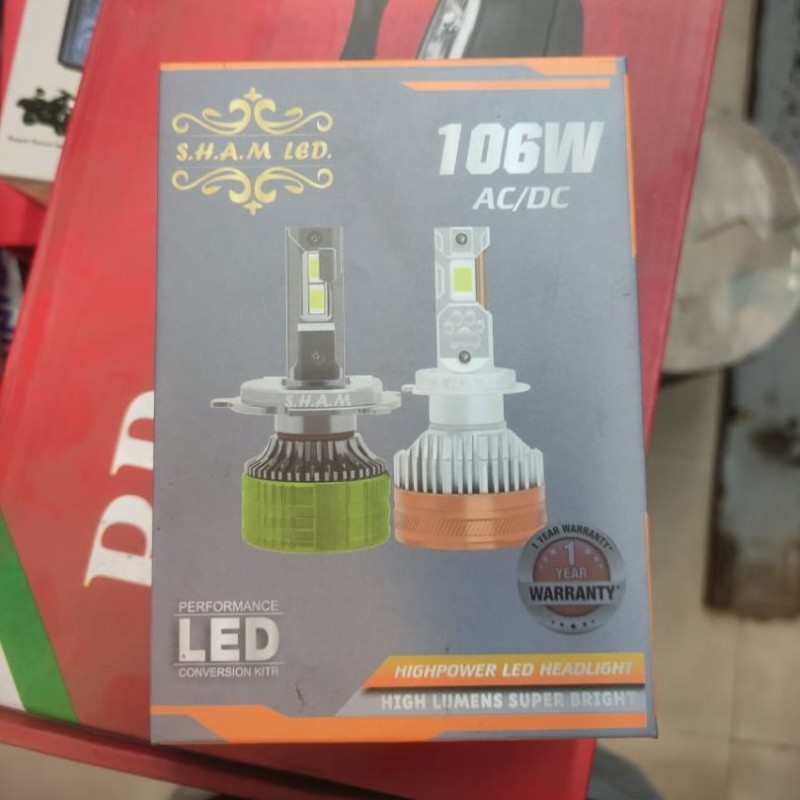 S.H.A.M LED.
106W
AC/DC
S.H.A.M
1 YEAR WARRANTY*
1
YEAR
WARRANTY*
PERFORMANCE
LED
CONVERSION KITR
HIGHPOWER LED HEADLIGHT
HIGH LUMENS SUPER BRIGHT